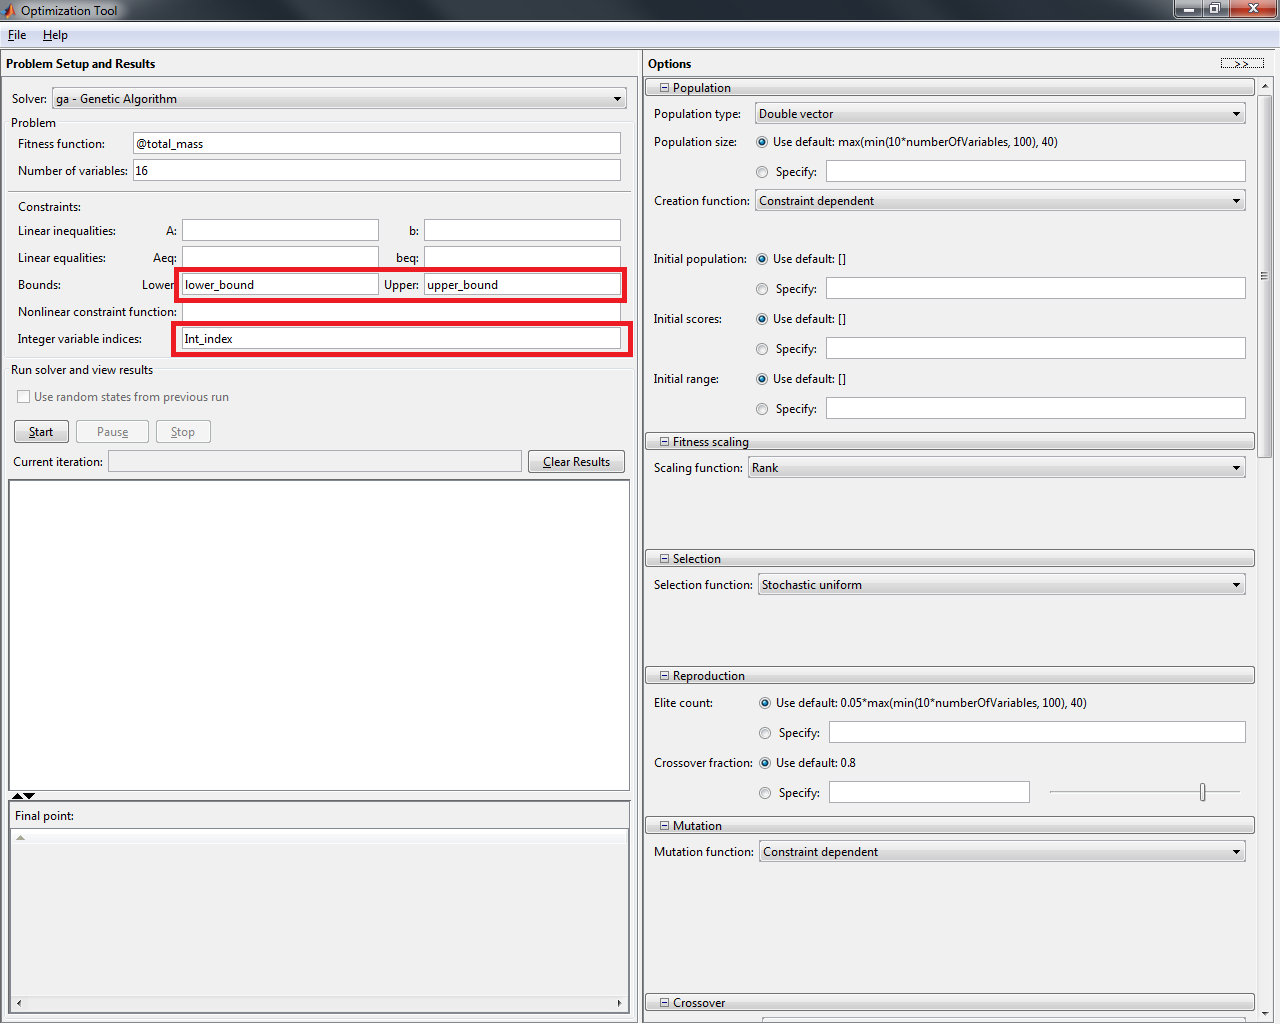 Optimization Tool
File Help
Problem Setup and Results
Solver: ga - Genetic Algorithm
Problem
Fitness function: @total_mass
Number of variables: 16
Constraints:
Linear inequalities: A: b:
Linear equalities: Aeq: beq:
Bounds: Lower lower_bound Upper: upper_bound
Nonlinear constraint function:
Integer variable indices: Int_index
Run solver and view results
Use random states from previous run
Start Pause Stop
Current iteration: Clear Results
Final point:
Options >>
Population
Population type: Double vector
Population size: Use default: max(min(10*numberOfVariables, 100), 40)
Specify:
Creation function: Constraint dependent
Initial population: Use default: []
Specify:
Initial scores: Use default: []
Specify:
Initial range: Use default: []
Specify:
Fitness scaling
Scaling function: Rank
Selection
Selection function: Stochastic uniform
Reproduction
Elite count: Use default: 0.05*max(min(10*numberOfVariables, 100), 40)
Specify:
Crossover fraction: Use default: 0.8
Specify:
Mutation
Mutation function: Constraint dependent
Crossover